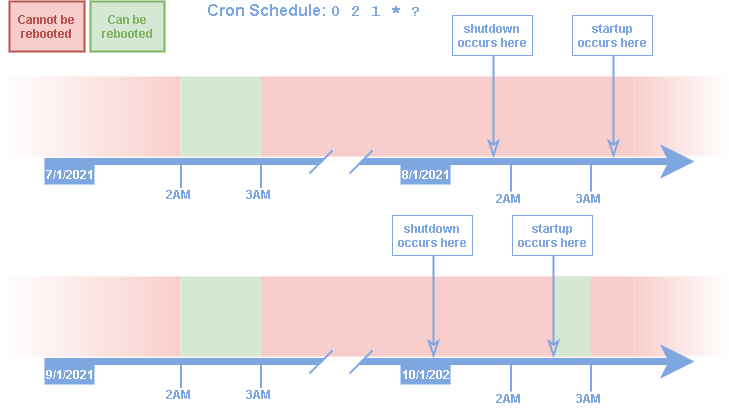 Cannot be
rebooted
Can be
rebooted
Cron Schedule: 0 2 1 * ?
shutdown
occurs here
startup
occurs here
7/1/2021
2AM
3AM
8/1/2021
2AM
3AM
shutdown
occurs here
startup
occurs here
9/1/2021
2AM
3AM
10/1/202
2AM
3AM